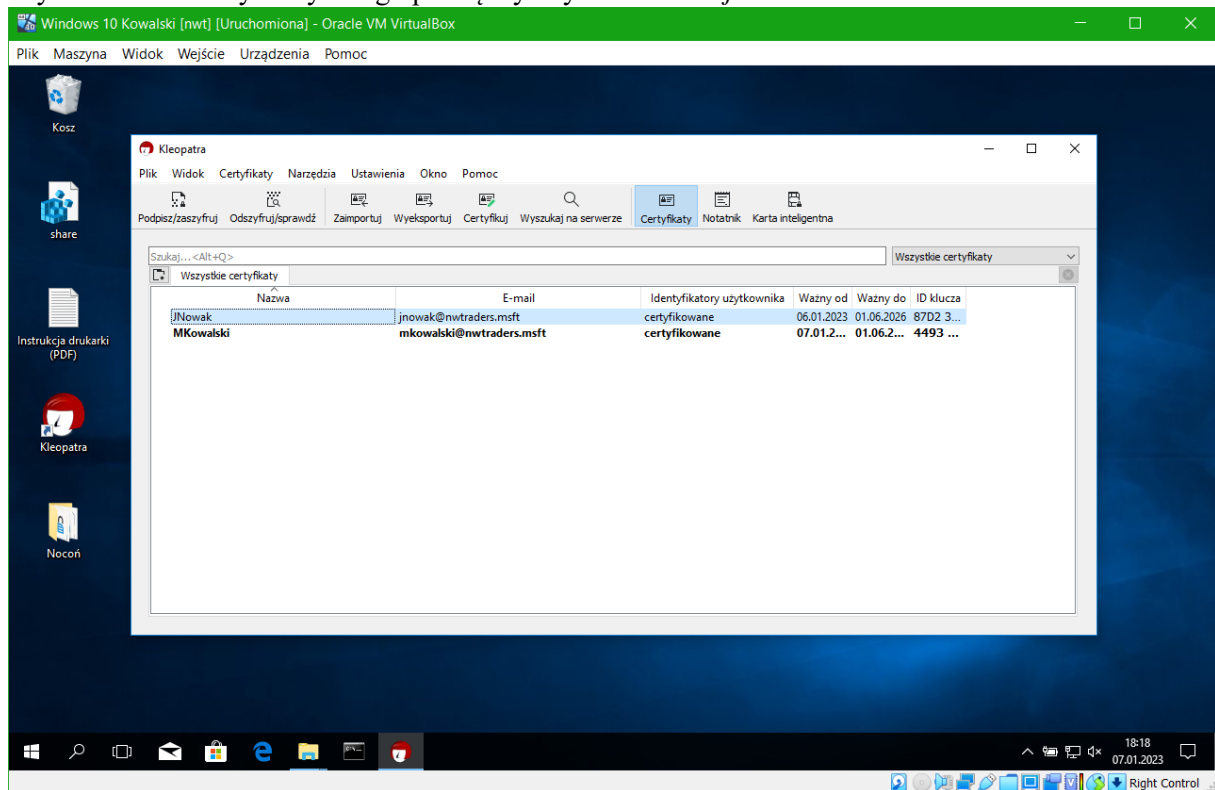 Windows 10 Kowalski [nwt] [Uruchomiona] - Oracle VM VirtualBox
Plik Maszyna Widok Wejście Urządzenia Pomoc
Kosz
share
Instrukcja drukarki
(PDF)
Kleopatra
Nocoń
Kleopatra
Plik Widok Certyfikaty Narzędzia Ustawienia Okno Pomoc
Podpisz/zaszyfruj Odszyfruj/sprawdź Zaimportuj Wyeksportuj Certyfikuj Wyszukaj na serwerze Certyfikaty Notatnik Karta inteligentna
Szukaj...<Alt+Q> Wszystkie certyfikaty
Wszystkie certyfikaty
Nazwa E-mail Identyfikatory użytkownika Ważny od Ważny do ID klucza
JNowak jnowak@nwtraders.msft certyfikowane 06.01.2023 01.06.2026 87D2 3...
MKowalski mkowalski@nwtraders.msft certyfikowane 07.01.2... 01.06.2... 4493 ...
18:18
07.01.2023
Right Control